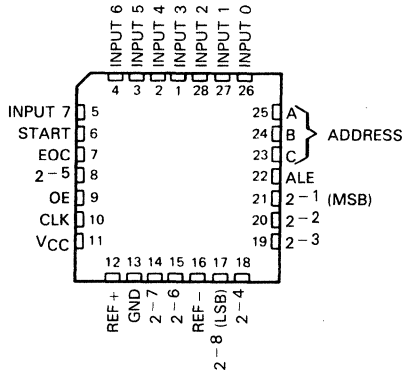 INPUT 6
INPUT 5
INPUT 4
INPUT 3
INPUT 2
INPUT 1
INPUT 0
4 3 2 1 28 27 26
INPUT 7 5
START 6
EOC 7
2-5 8
OE 9
CLK 10
VCC 11
25 A
24 B
23 C
ADDRESS
22 ALE
21 2-1 (MSB)
20 2-2
19 2-3
12 13 14 15 16 17 18
REF+
GND
2-7
2-6
REF-
2-8 (LSB)
2-4